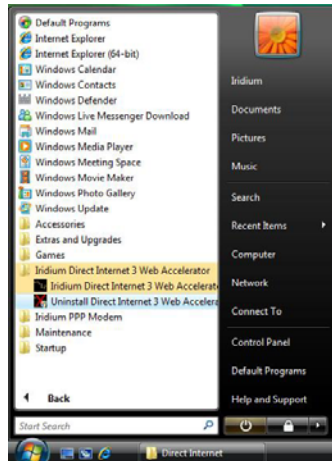 Default Programs
Internet Explorer
Internet Explorer (64-bit)
Windows Calendar
Windows Contacts
Windows Defender
Windows Live Messenger Download
Windows Mail
Windows Media Player
Windows Meeting Space
Windows Movie Maker
Windows Photo Gallery
Windows Update
Accessories
Extras and Upgrades
Games
Iridium Direct Internet 3 Web Accelerator
Iridium Direct Internet 3 Web Accelerat
Uninstall Direct Internet 3 Web Accelera
Iridium PPP Modem
Maintenance
Startup
Back
Start Search
Iridium
Documents
Pictures
Music
Search
Recent Items
Computer
Network
Connect To
Control Panel
Default Programs
Help and Support
Direct Internet